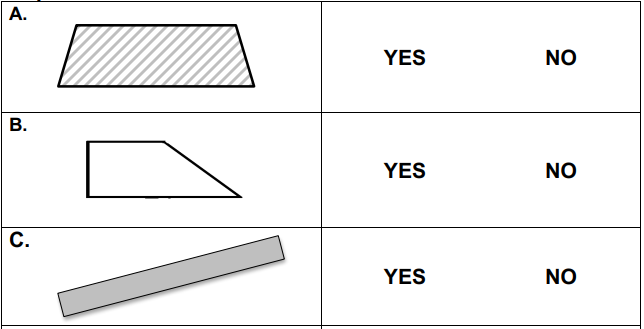 A.
YES NO
B.
YES NO
C.
YES NO